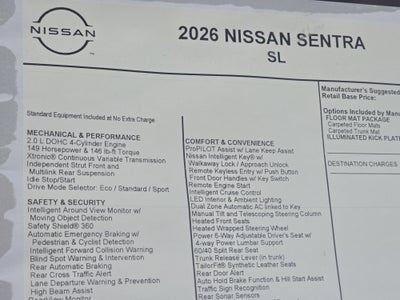 NISSAN
2026 NISSAN SENTRA
SL
Standard Equipment Included at No Extra Charge
MECHANICAL & PERFORMANCE
2.0 L DOHC 4-Cylinder Engine
149 Horsepower & 146 lb-ft Torque
Xtronic® Continuous Variable Transmission
Independent Strut Front and
Multilink Rear Suspension
Idle Stop/Start
Drive Mode Selector: Eco / Standard / Sport
SAFETY & SECURITY
Intelligent Around View Monitor w/
Moving Object Detection
Safety Shield® 360
Automatic Emergency Braking w/
Pedestrian & Cyclist Detection
Intelligent Forward Collision Warning
Blind Spot Warning & Intervention
Rear Automatic Braking
Rear Cross Traffic Alert
Lane Departure Warning & Prevention
High Beam Assist
RearView Monitor
COMFORT & CONVENIENCE
ProPILOT Assist w/ Lane Keep Assist
Nissan Intelligent Key® w/
Walkaway Lock / Approach Unlock
Remote Keyless Entry w/ Push Button
Front Door Handles w/ Key Switch
Remote Engine Start
Intelligent Cruise Control
LED Interior & Ambient Lighting
Dual Zone Automatic AC linked to Key
Manual Tilt and Telescoping Steering Column
Heated Front Seats
Heated Wrapped Steering Wheel
Power 6-Way Adjustable Driver's Seat w/
4-way Power Lumbar Support
60/40 Split Rear Seat
Trunk Release Lever (in trunk)
TailorFit® Synthetic Leather Seats
Rear Door Alert
Auto Hold Brake Function & Hill Start Assist
Traffic Sign Recognition
Rear Sonar Sensors
Manufacturer's Suggested
Retail Base Price:
Options Included by Manu
FLOOR MAT PACKAGE
Carpeted Floor Mats
Carpeted Trunk Mat
ILLUMINATED KICK PLAT
DESTINATION CHARGES